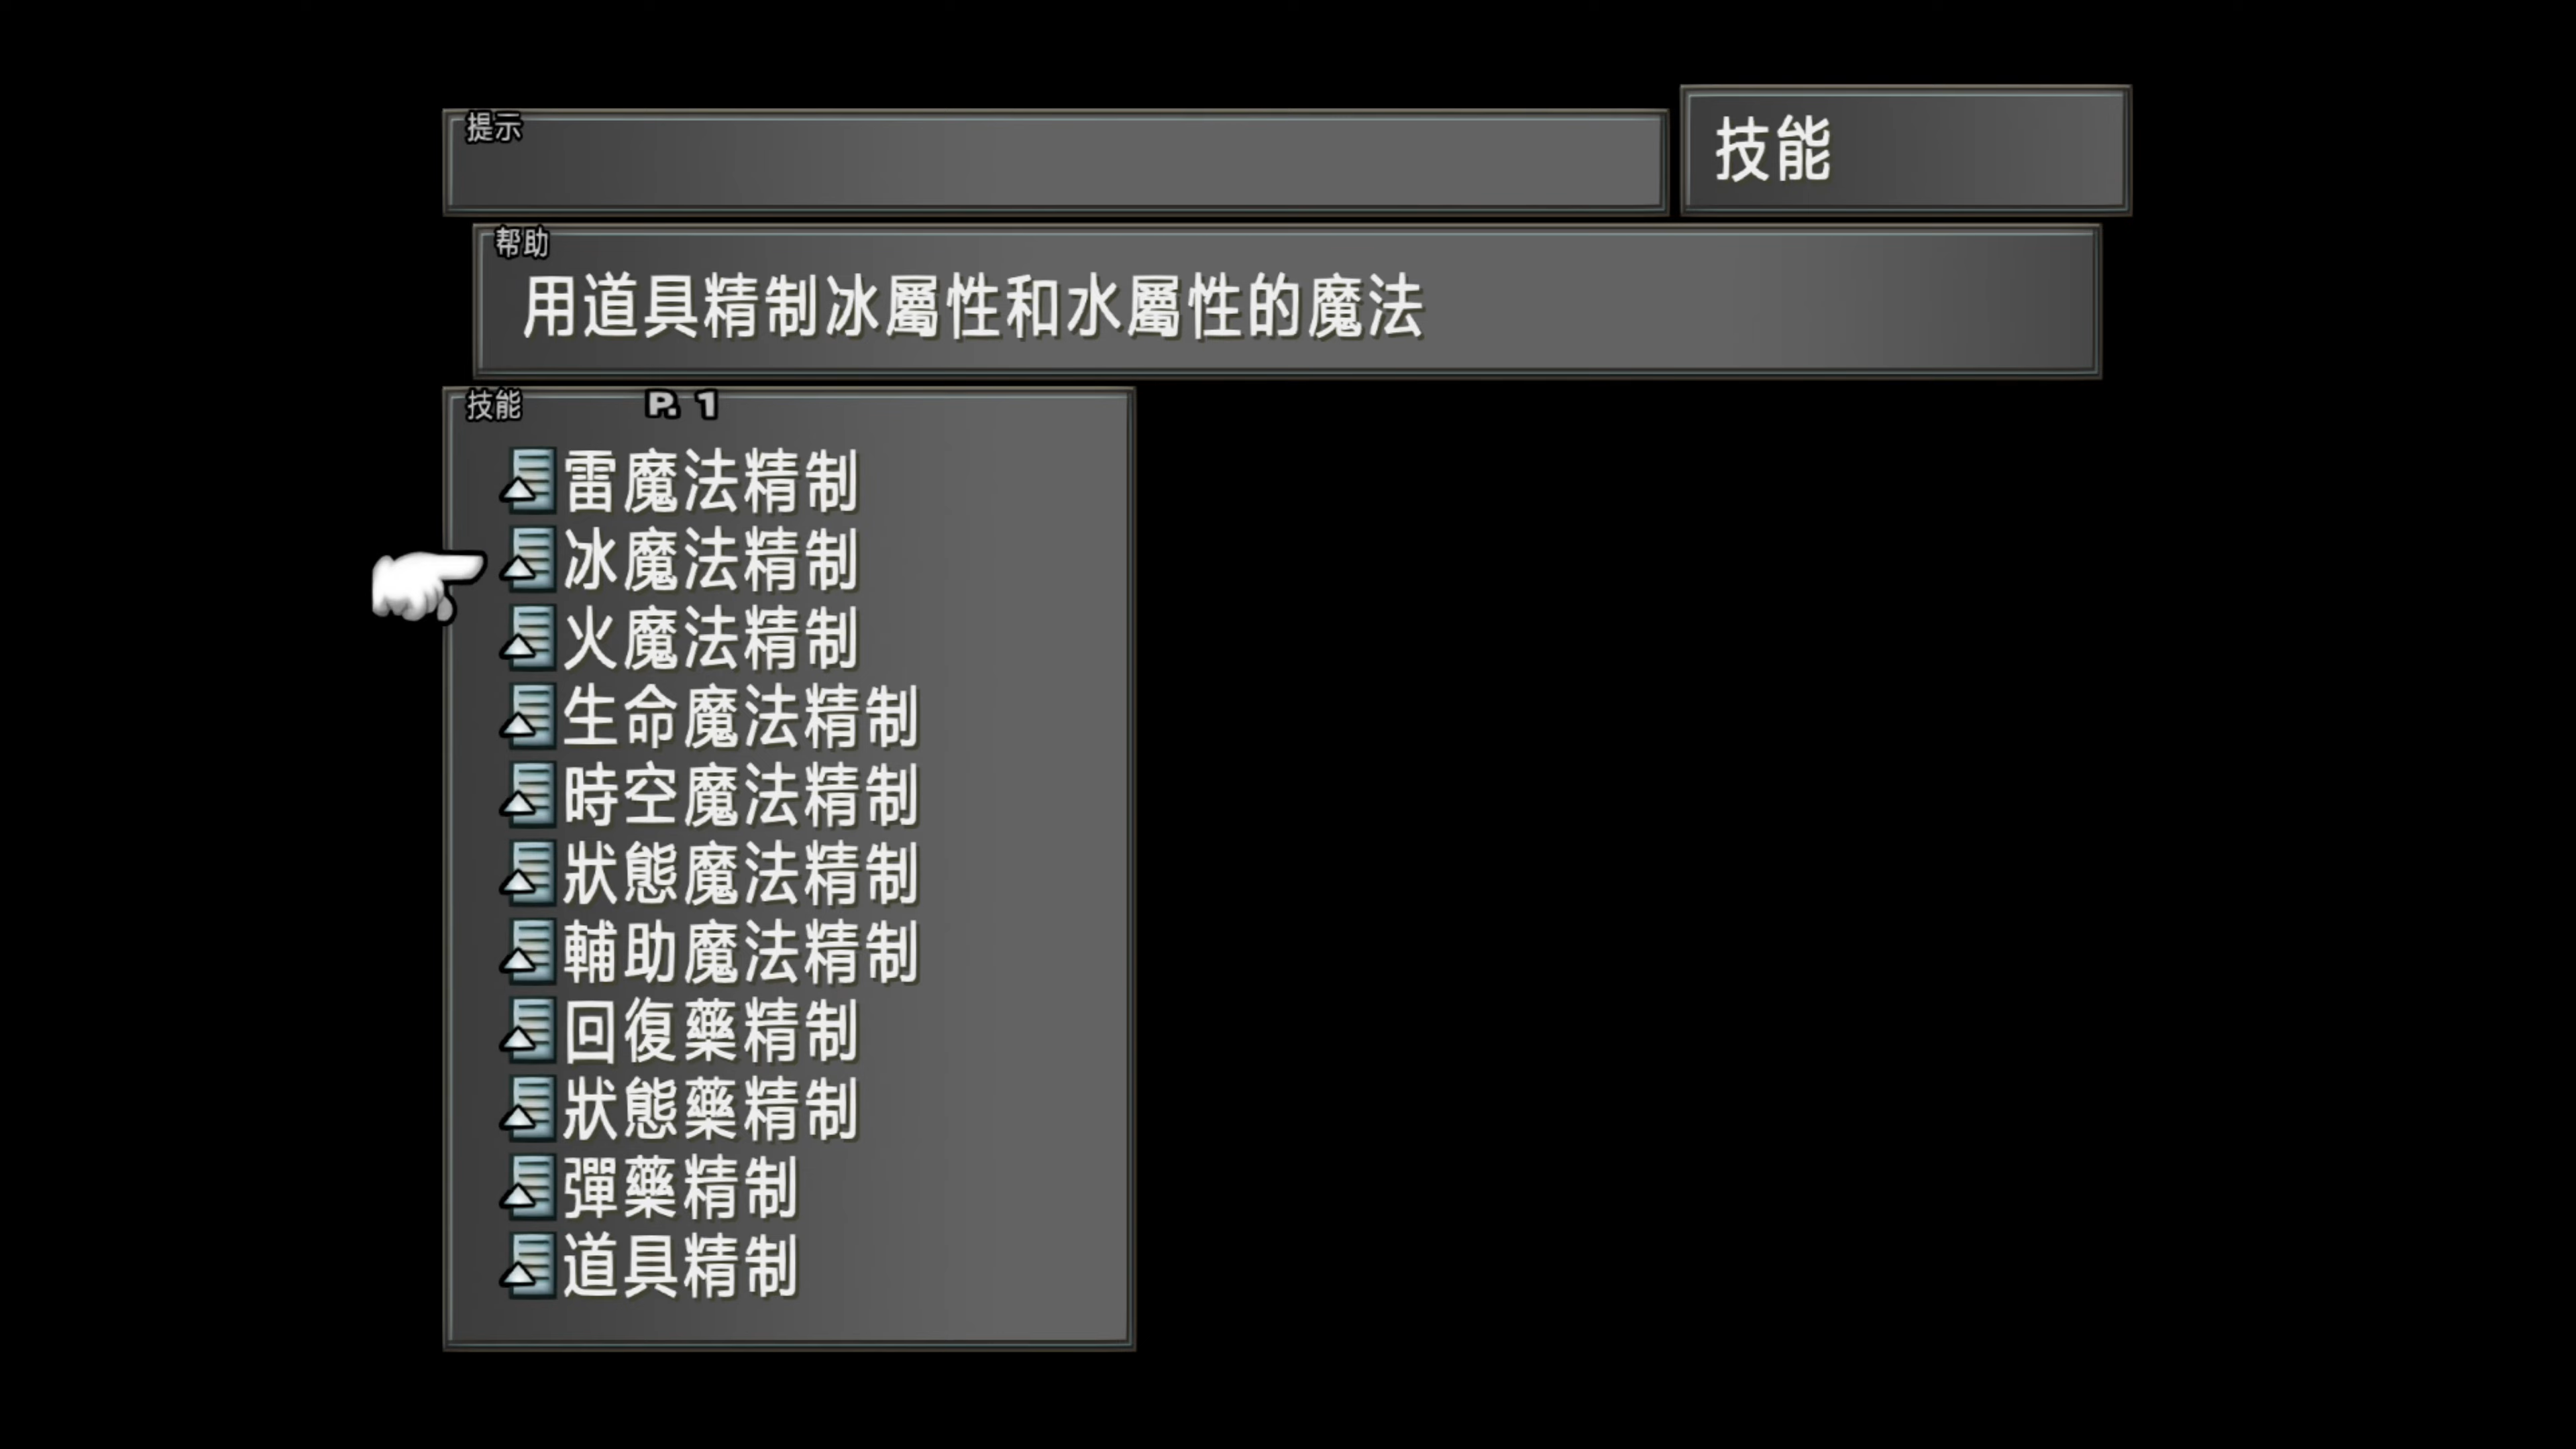 提示
技能
帮助
用道具精制冰屬性和水屬性的魔法
技能 P. 1
雷魔法精制
冰魔法精制
火魔法精制
生命魔法精制
時空魔法精制
狀態魔法精制
輔助魔法精制
回復藥精制
狀態藥精制
彈藥精制
道具精制